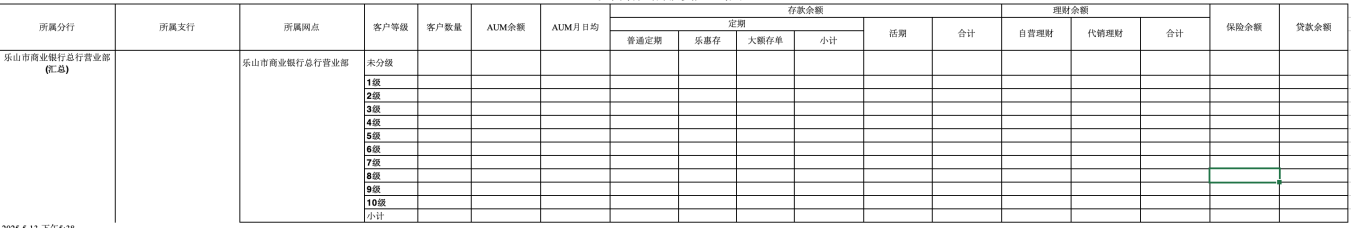 存款余额
理财余额
定期
所属分行
所属支行
所属网点
客户等级
客户数量
AUM余额
AUM月日均
活期
合计
自营理财
代销理财
合计
保险余额
贷款余额
普通定期
乐惠存
大额存单
小计
乐山市商业银行总行营业部
(汇总)
乐山市商业银行总行营业部
未分级
1级
2级
3级
4级
5级
6级
7级
8级
9级
10级
小计